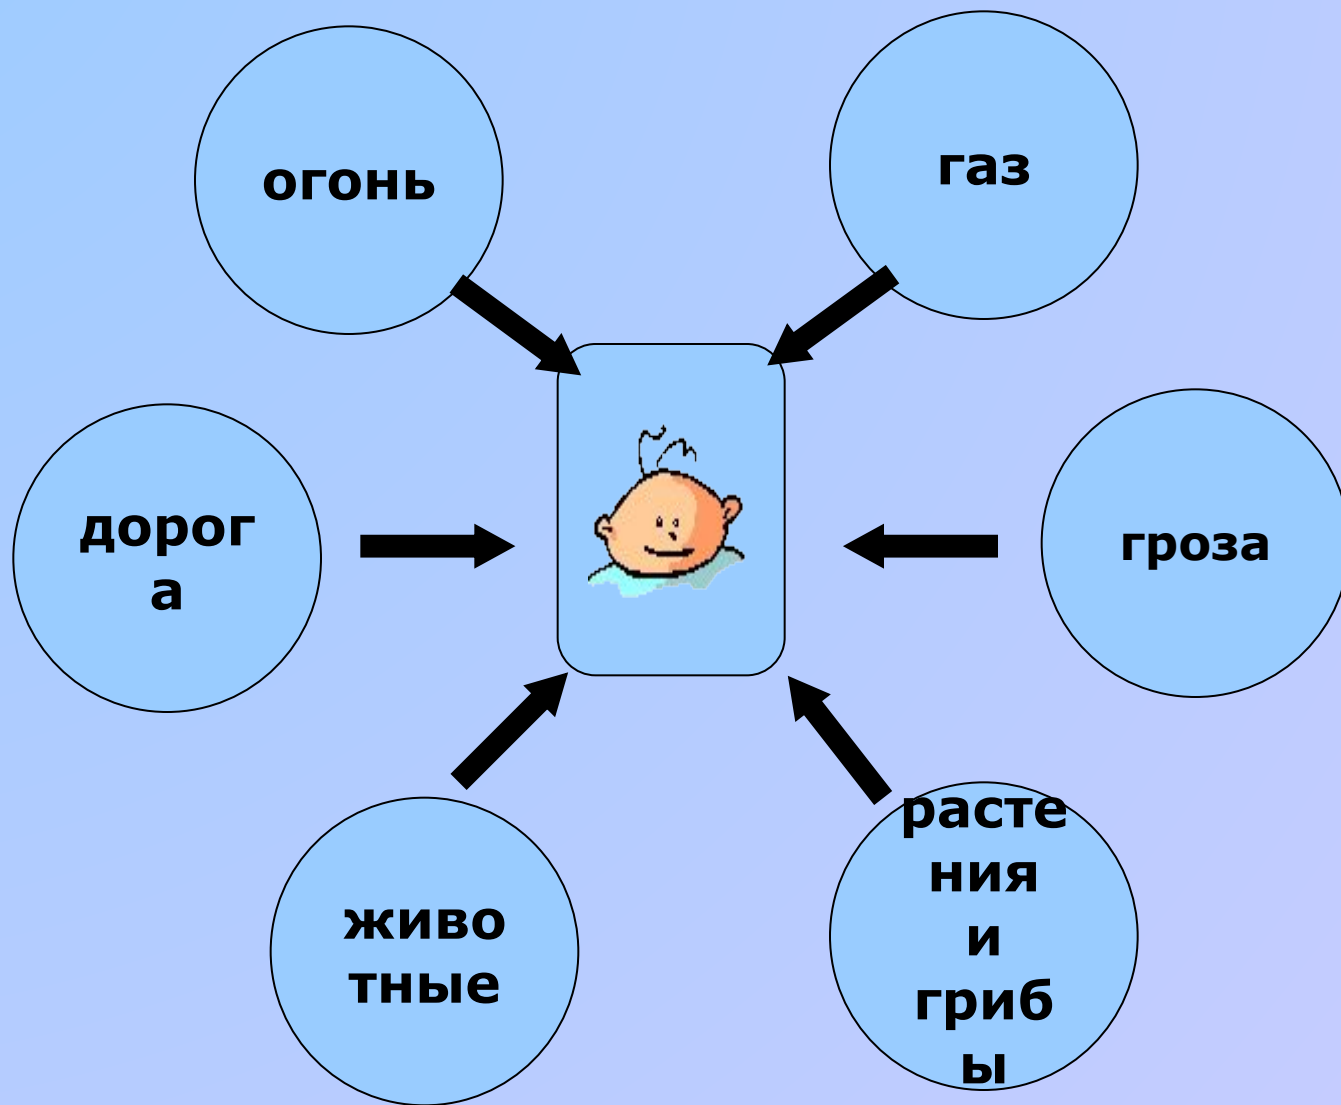 огонь
газ
дорог
а
гроза
живо
тные
расте
ния
и
гриб
ы